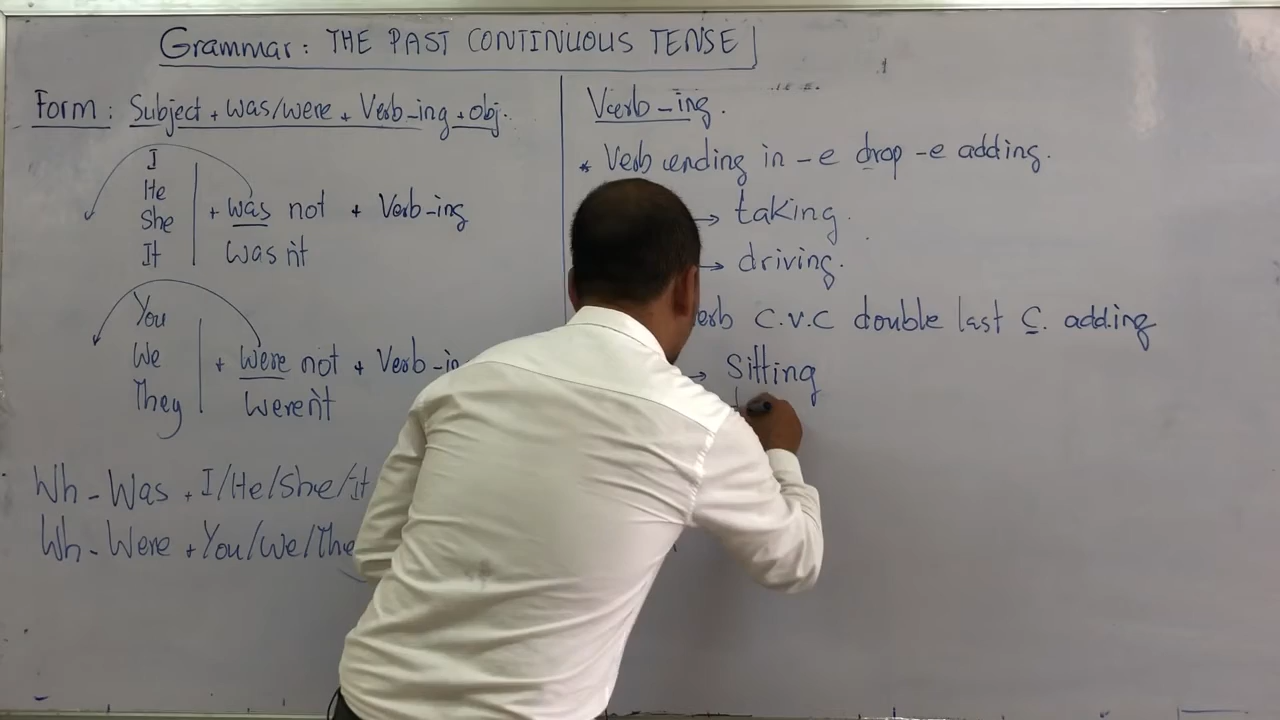 Grammar: THE PAST CONTINUOUS TENSE
Form: Subject + was/were + Verb-ing + obj.
I
He
She
It
+ was not + Verb-ing
wasn't
You
We
They
+ were not + Verb-in
weren't
Wh - Was + I/He/She/It
Wh - Were + You/We/The
Verb-ing.
* Verb ending in -e drop -e adding.
→ taking.
→ driving.
erb C.V.C double last C. adding
→ Sitting